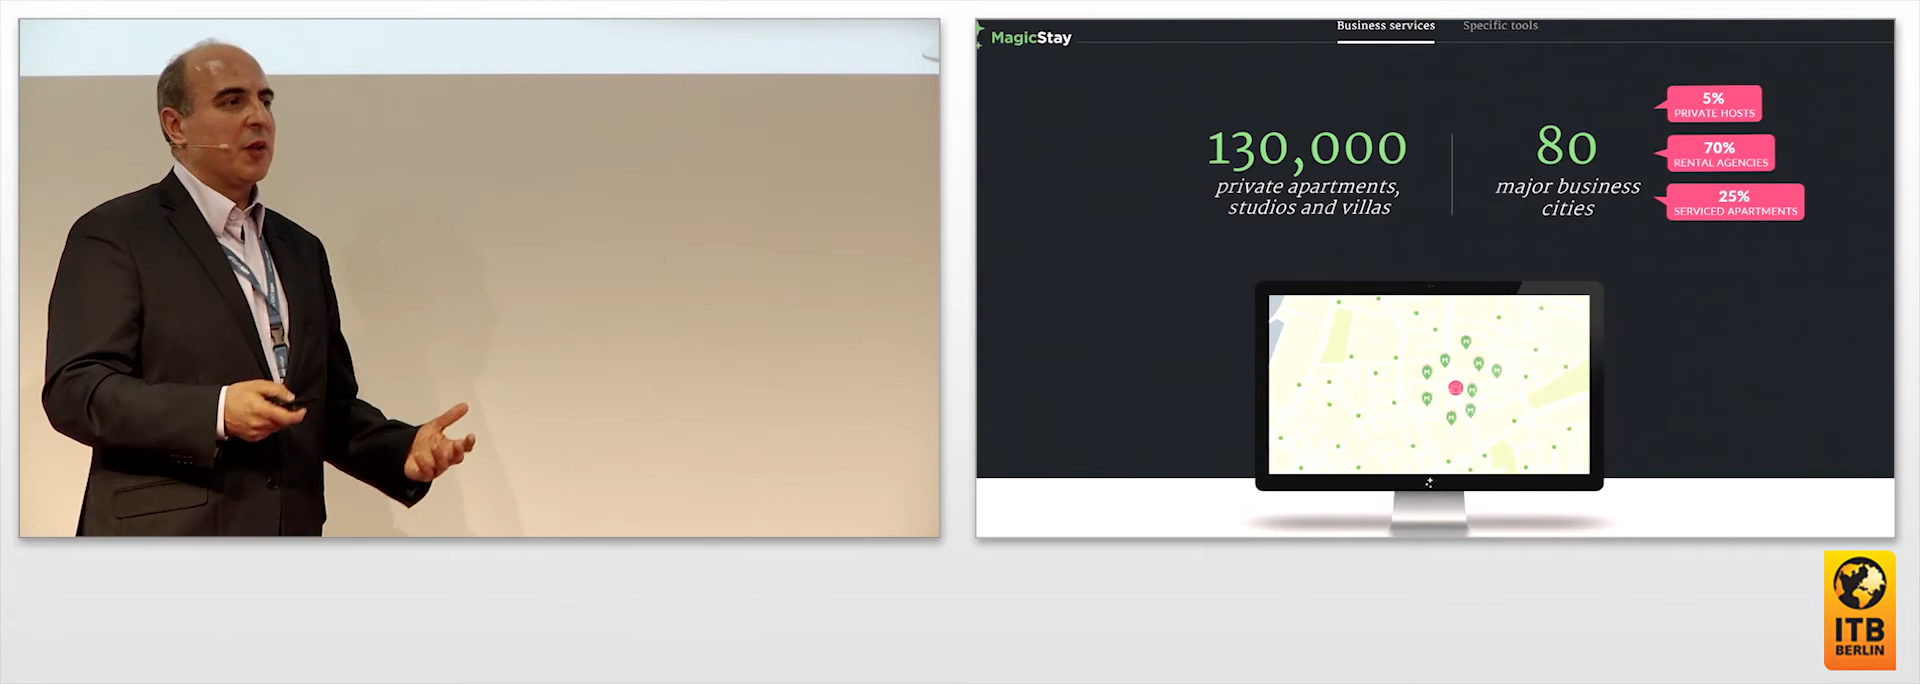 MagicStay
Business services
Specific tools
130,000
private apartments,
studios and villas
80
major business
cities
5%
PRIVATE HOSTS
70%
RENTAL AGENCIES
25%
SERVICED APARTMENTS
ITB
BERLIN